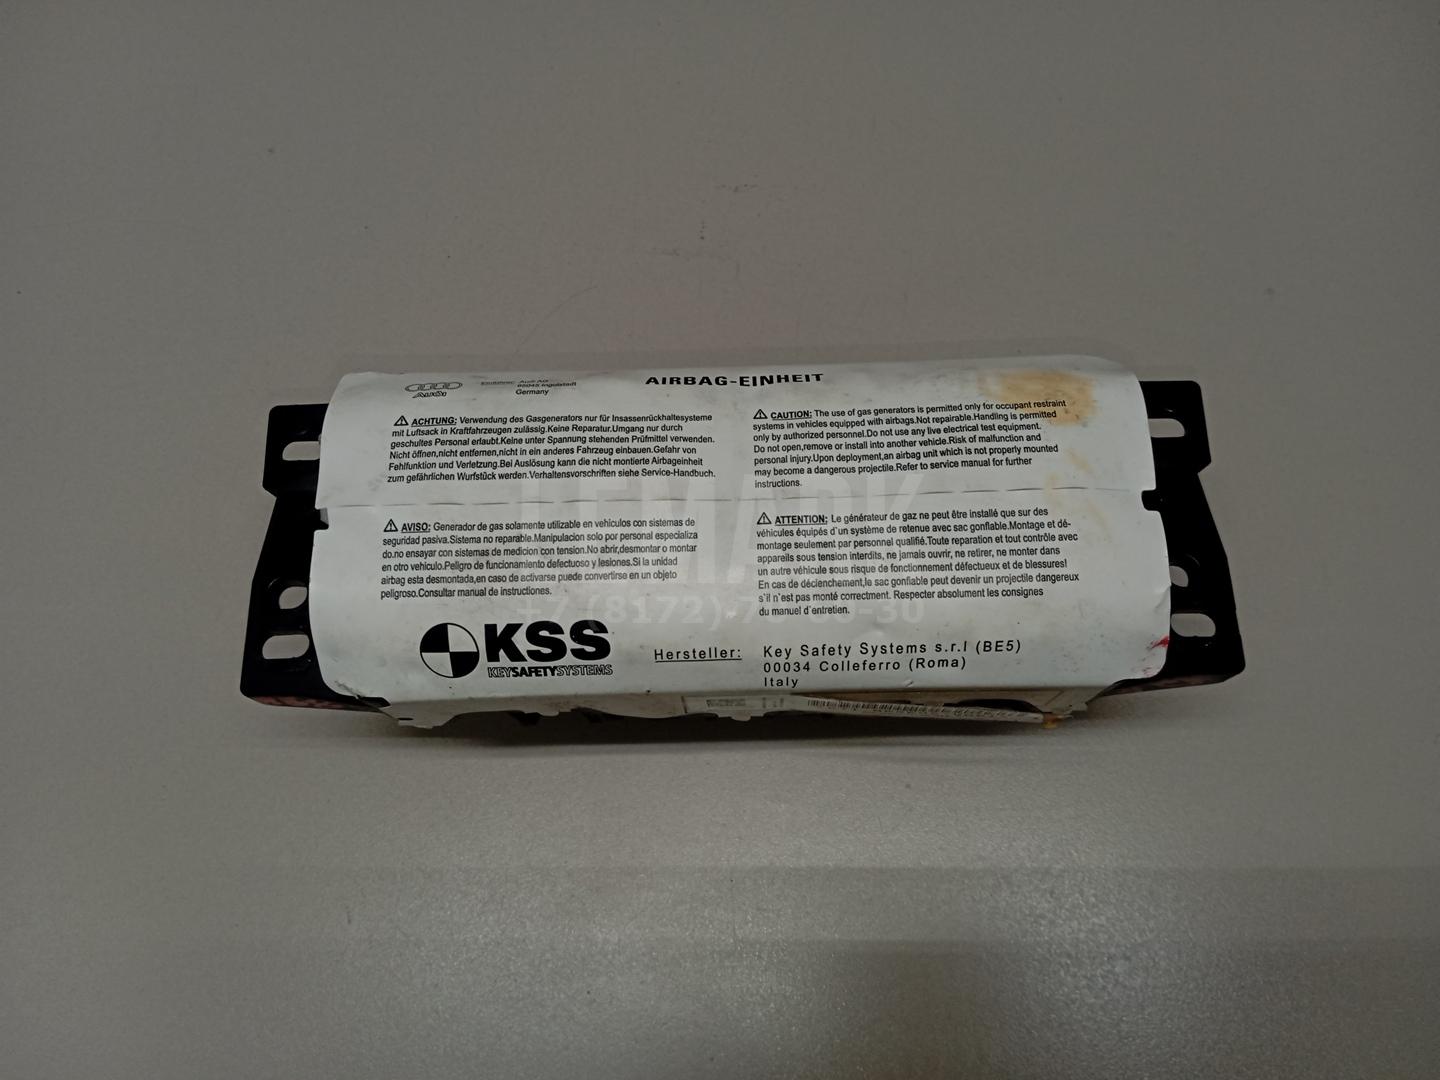 Audi
Audi AG
85045 Ingolstadt
Germany
AIRBAG-EINHEIT
ACHTUNG: Verwendung des Gasgenerators nur für Insassenrückhaltesysteme
mit Luftsack in Kraftfahrzeugen zulässig.Keine Reparatur.Umgang nur durch
geschultes Personal erlaubt.Keine unter Spannung stehenden Prüfmittel verwenden.
Nicht öffnen,nicht entfernen,nicht in ein anderes Fahrzeug einbauen.Gefahr von
Fehlfunktion und Verletzung.Bei Auslösung kann die nicht montierte Airbageinheit
zum gefährlichen Wurfstück werden.Verhaltensvorschriften siehe Service-Handbuch.
CAUTION: The use of gas generators is permitted only for occupant restraint
systems in vehicles equipped with airbags.Not repairable.Handling is permitted
only by authorized personnel.Do not use any live electrical test equipment.
Do not open,remove or install into another vehicle.Risk of malfunction and
personal injury.Upon deployment,an airbag unit which is not properly mounted
may become a dangerous projectile.Refer to service manual for further
instructions.
AVISO: Generador de gas solamente utilizable en vehiculos con sistemas de
seguridad pasiva.Sistema no reparable.Manipulacion solo por personal especializa
do.no ensayar con sistemas de medicion con tension.No abrir,desmontar o montar
en otro vehiculo.Peligro de funcionamiento defectuoso y lesiones.Si la unidad
airbag esta desmontada,en caso de activarse puede convertirse en un objeto
peligroso.Consultar manual de instructiones.
ATTENTION: Le générateur de gaz ne peut être installé que sur des
véhicules équipés d'un système de retenue avec sac gonflable.Montage et dé-
montage seulement par personnel qualifié.Toute reparation et tout contrôle avec
appareils sous tension interdits, ne jamais ouvrir, ne retirer, ne monter dans
un autre véhicule sous risque de fonctionnement défectueux et de blessures!
En cas de déclenchement,le sac gonfiable peut devenir un projectile dangereux
s'il n'est pas monté correctment. Respecter absolument les consignes
du manuel d'entretien.
KSS
KEYSAFETYSYSTEMS
Hersteller:
Key Safety Systems s.r.l (BE5)
00034 Colleferro (Roma)
Italy